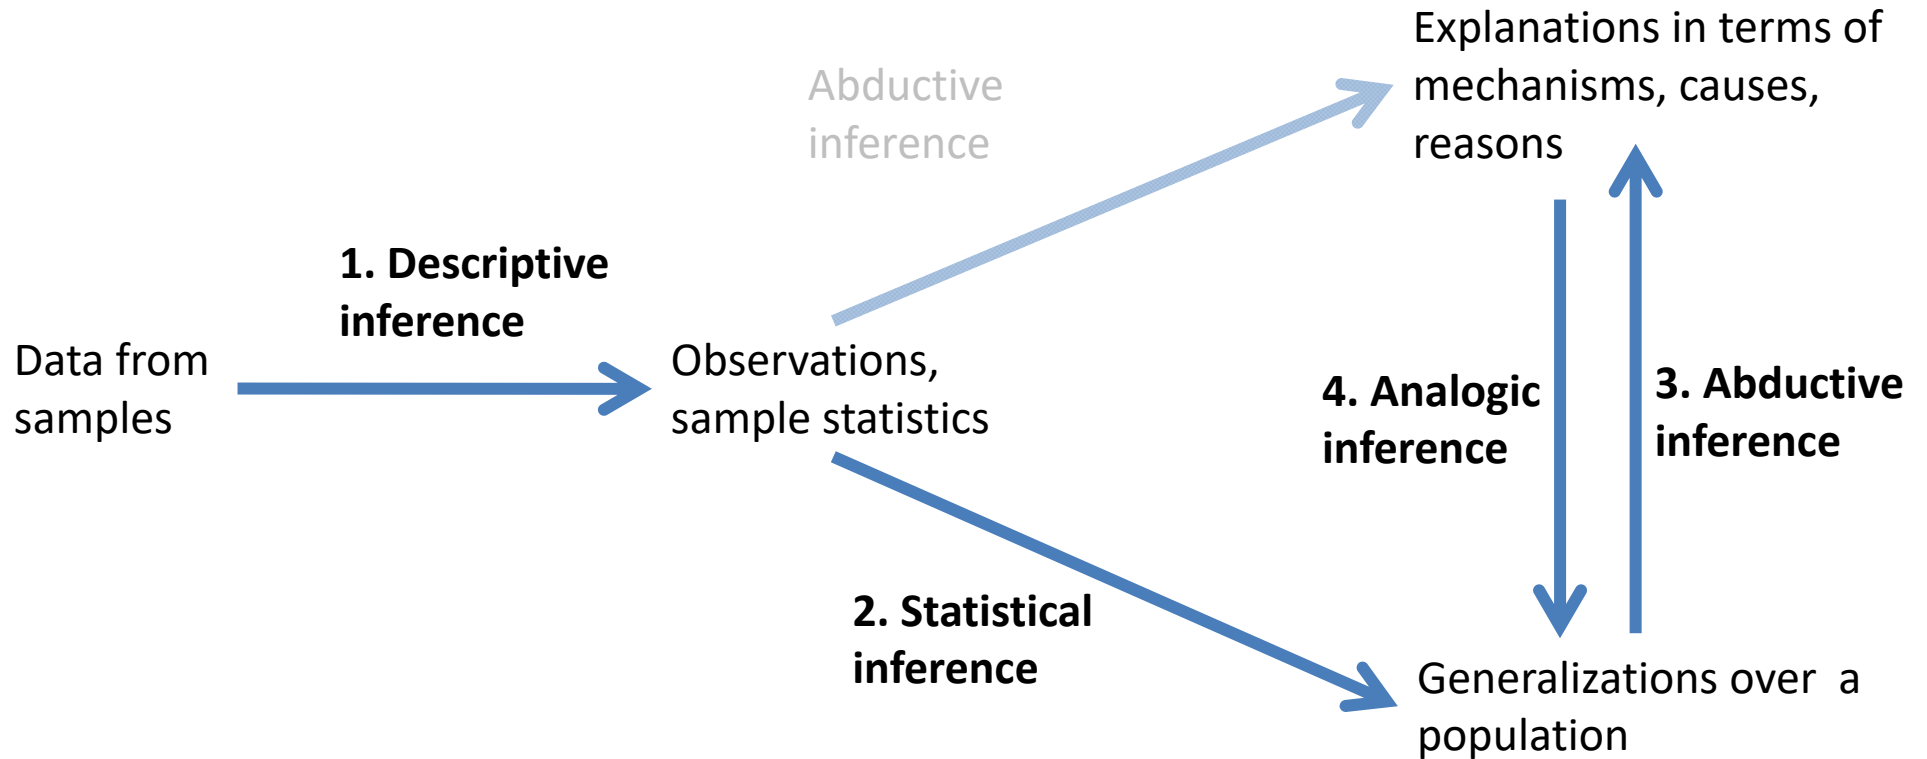 Explanations in terms of
mechanisms, causes,
reasons
Abductive
inference
1. Descriptive
inference
Data from
samples
Observations,
sample statistics
4. Analogic
inference
3. Abductive
inference
2. Statistical
inference
Generalizations over  a
population